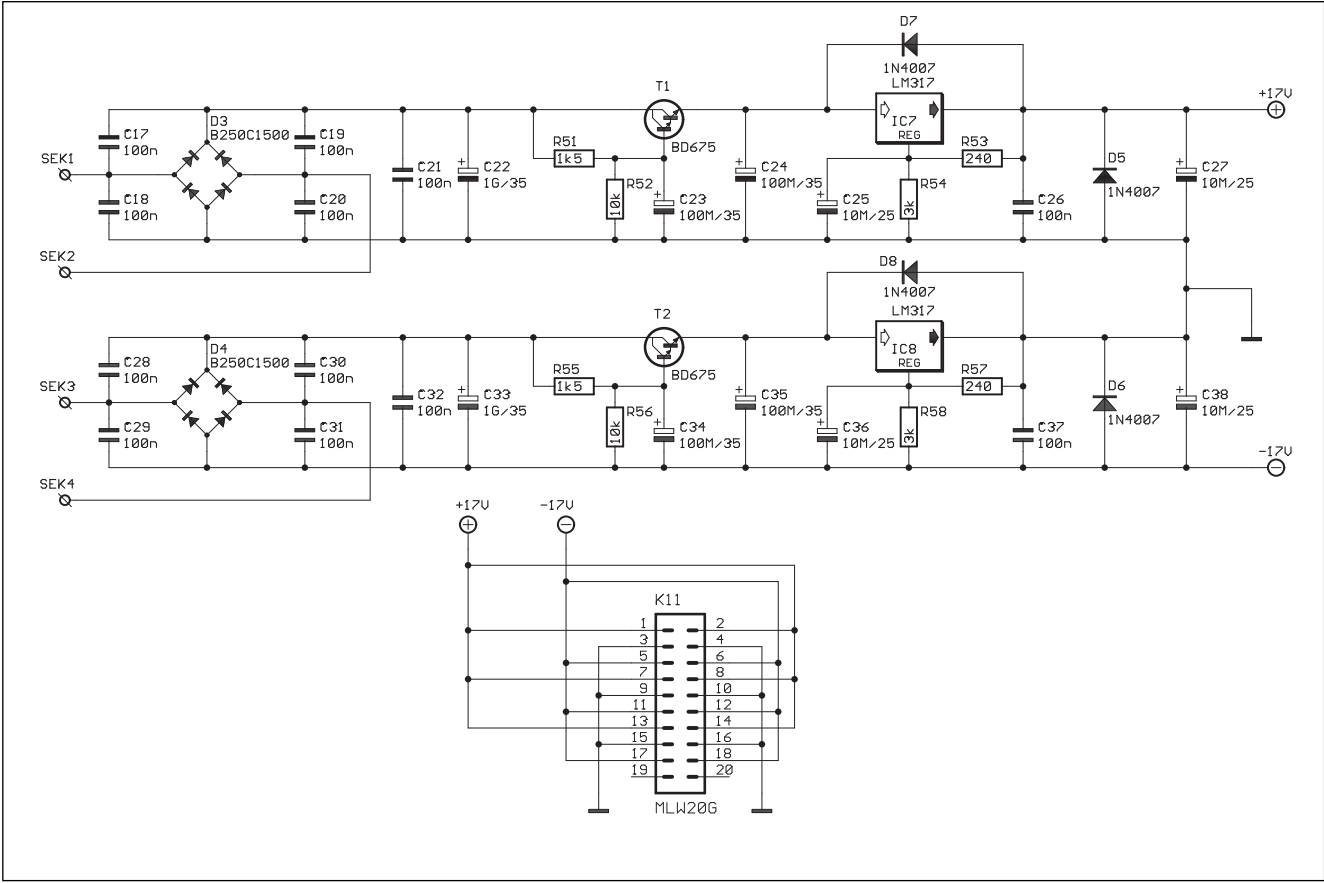 D7
1N4007
LM317
IC7
REG
T1
BD675
+17V
D3
B250C1500
C17
100n
C19
100n
SEK1
C18
100n
C20
100n
C21
100n
+
C22
1G/35
R51
1k5
R52
10k
+
C23
100M/35
+
C24
100M/35
+
C25
10M/25
R54
3k
R53
240
C26
100n
D5
1N4007
+
C27
10M/25
SEK2
D8
1N4007
LM317
IC8
REG
T2
BD675
D4
B250C1500
C28
100n
C30
100n
SEK3
C29
100n
C31
100n
C32
100n
+
C33
1G/35
R55
1k5
R56
10k
+
C34
100M/35
+
C35
100M/35
+
C36
10M/25
R58
3k
R57
240
C37
100n
D6
1N4007
+
C38
10M/25
-17V
SEK4
+17V
-17V
K11
1 2
3 4
5 6
7 8
9 10
11 12
13 14
15 16
17 18
19 20
MLW20G